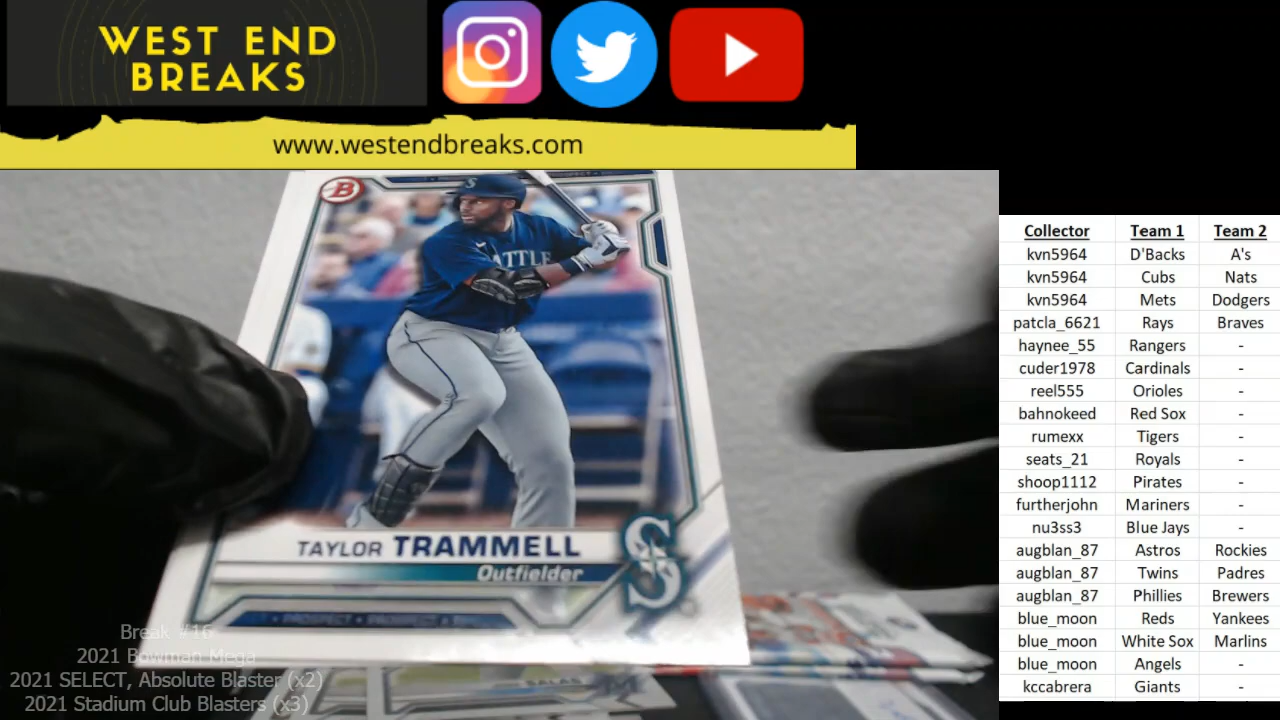 WEST END
BREAKS
www.westendbreaks.com
B
S
ATTLE
TAYLOR TRAMMELL
Outfielder
S
PROSPECT • PROSPECT
SALAS
Break #16
2021 Bowman Mega
2021 SELECT, Absolute Blaster (x2)
2021 Stadium Club Blasters (x3)
Collector Team 1 Team 2
kvn5964 D'Backs A's
kvn5964 Cubs Nats
kvn5964 Mets Dodgers
patcla_6621 Rays Braves
haynee_55 Rangers -
cuder1978 Cardinals -
reel555 Orioles -
bahnokeed Red Sox -
rumexx Tigers -
seats_21 Royals -
shoop1112 Pirates -
furtherjohn Mariners -
nu3ss3 Blue Jays -
augblan_87 Astros Rockies
augblan_87 Twins Padres
augblan_87 Phillies Brewers
blue_moon Reds Yankees
blue_moon White Sox Marlins
blue_moon Angels -
kccabrera Giants -